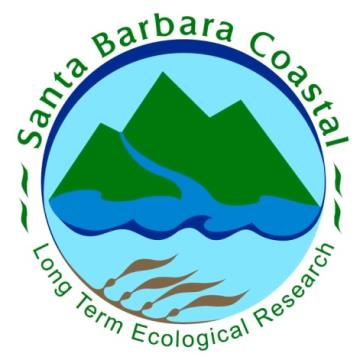 Santa Barbara Coastal
Long Term Ecological Research